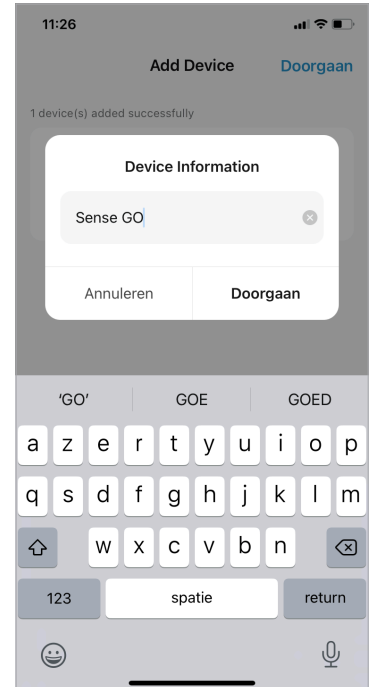 11:26
Add Device Doorgaan
1 device(s) added successfully
Device Information
Sense GO
Annuleren Doorgaan
‘GO’ GOE GOED
a z e r t y u i o p
q s d f g h j k l m
w x c v b n
123 spatie return